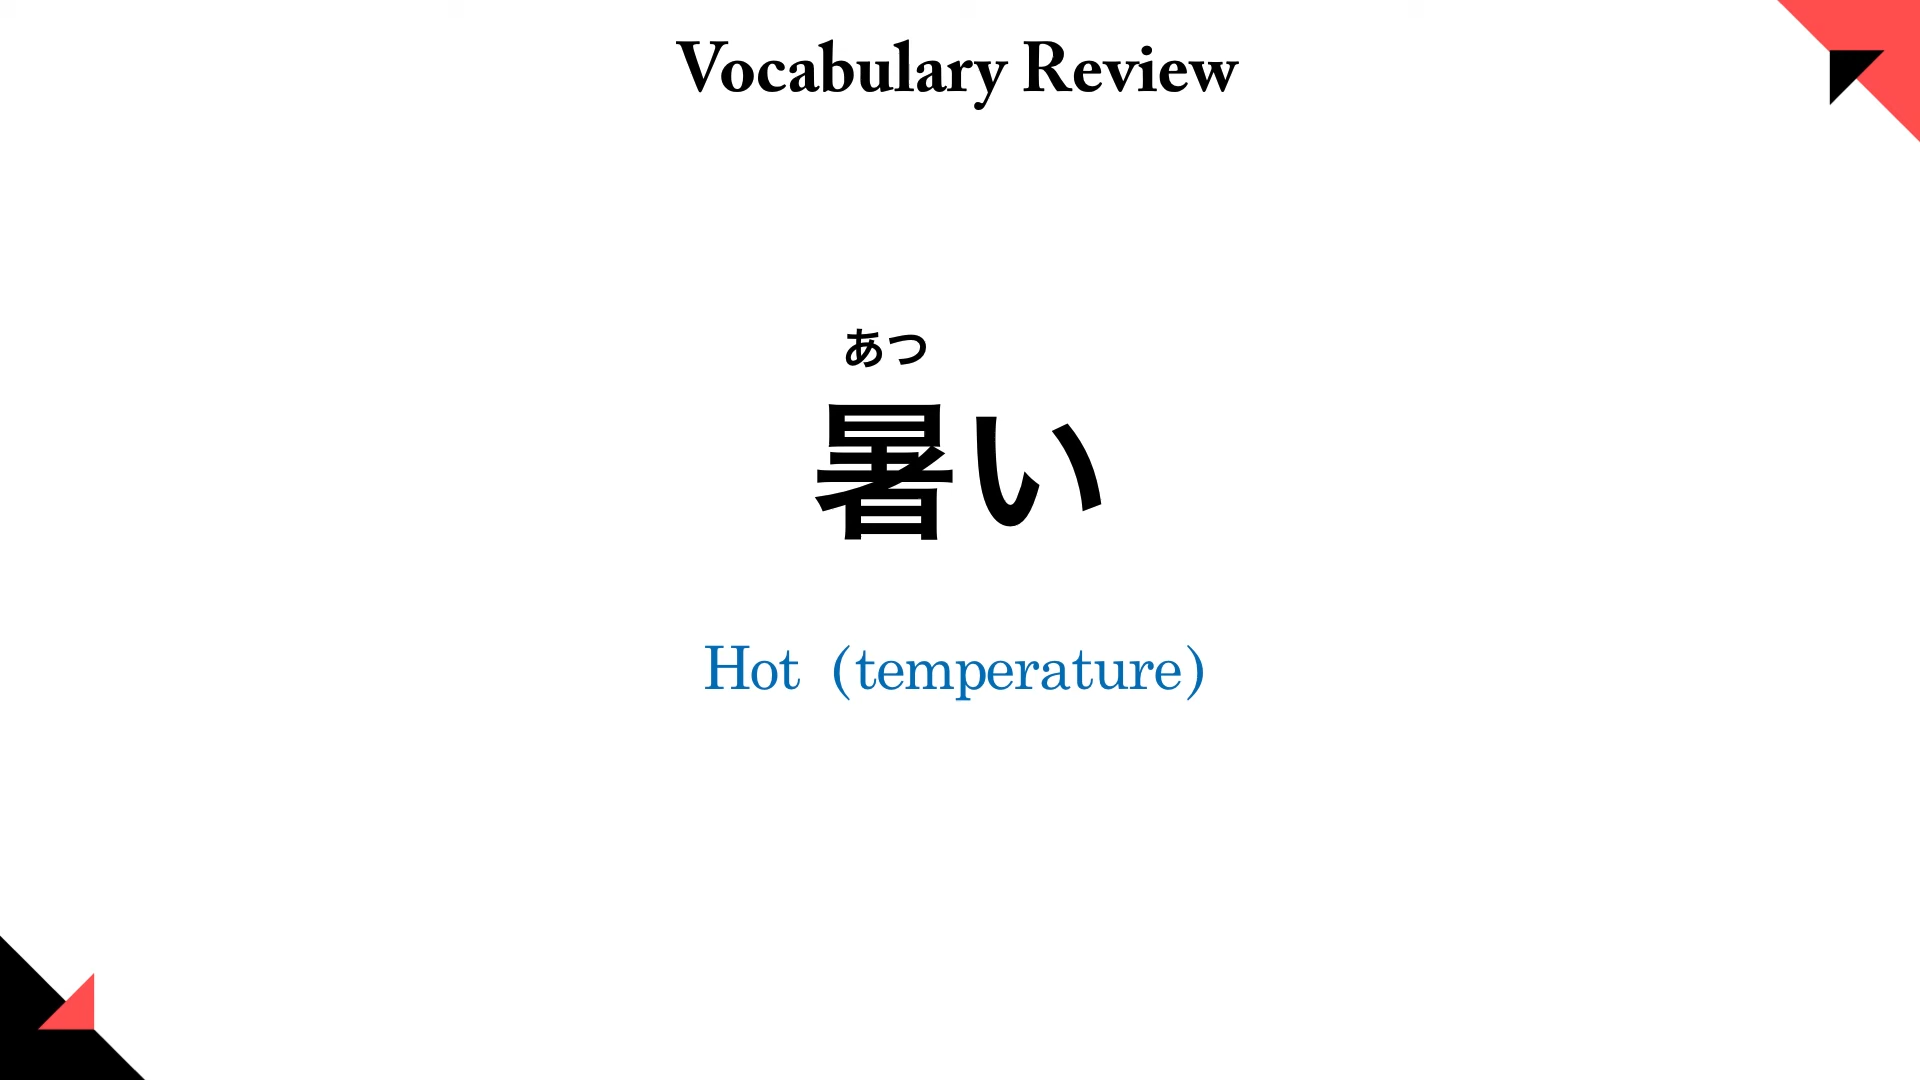 Vocabulary Review
あつ
暑い
Hot (temperature)